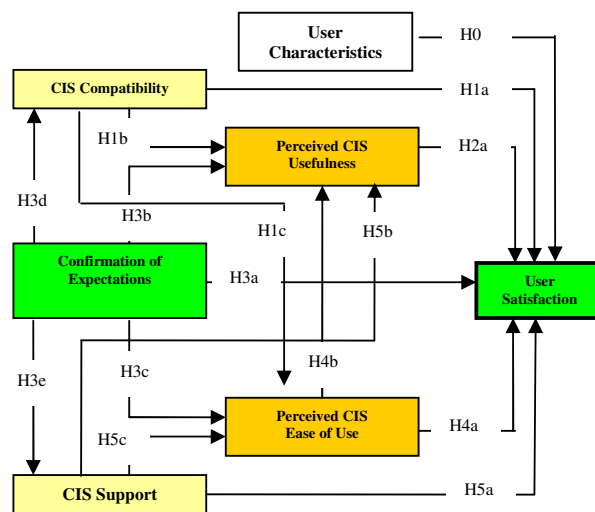 User
Characteristics
H0
CIS Compatibility
H1a
H1b
Perceived CIS
Usefulness
H2a
H3d
H3b
H1c
H5b
Confirmation of
Expectations
H3a
User
Satisfaction
H3e
H3c
H4b
H5c
Perceived CIS
Ease of Use
H4a
CIS Support
H5a